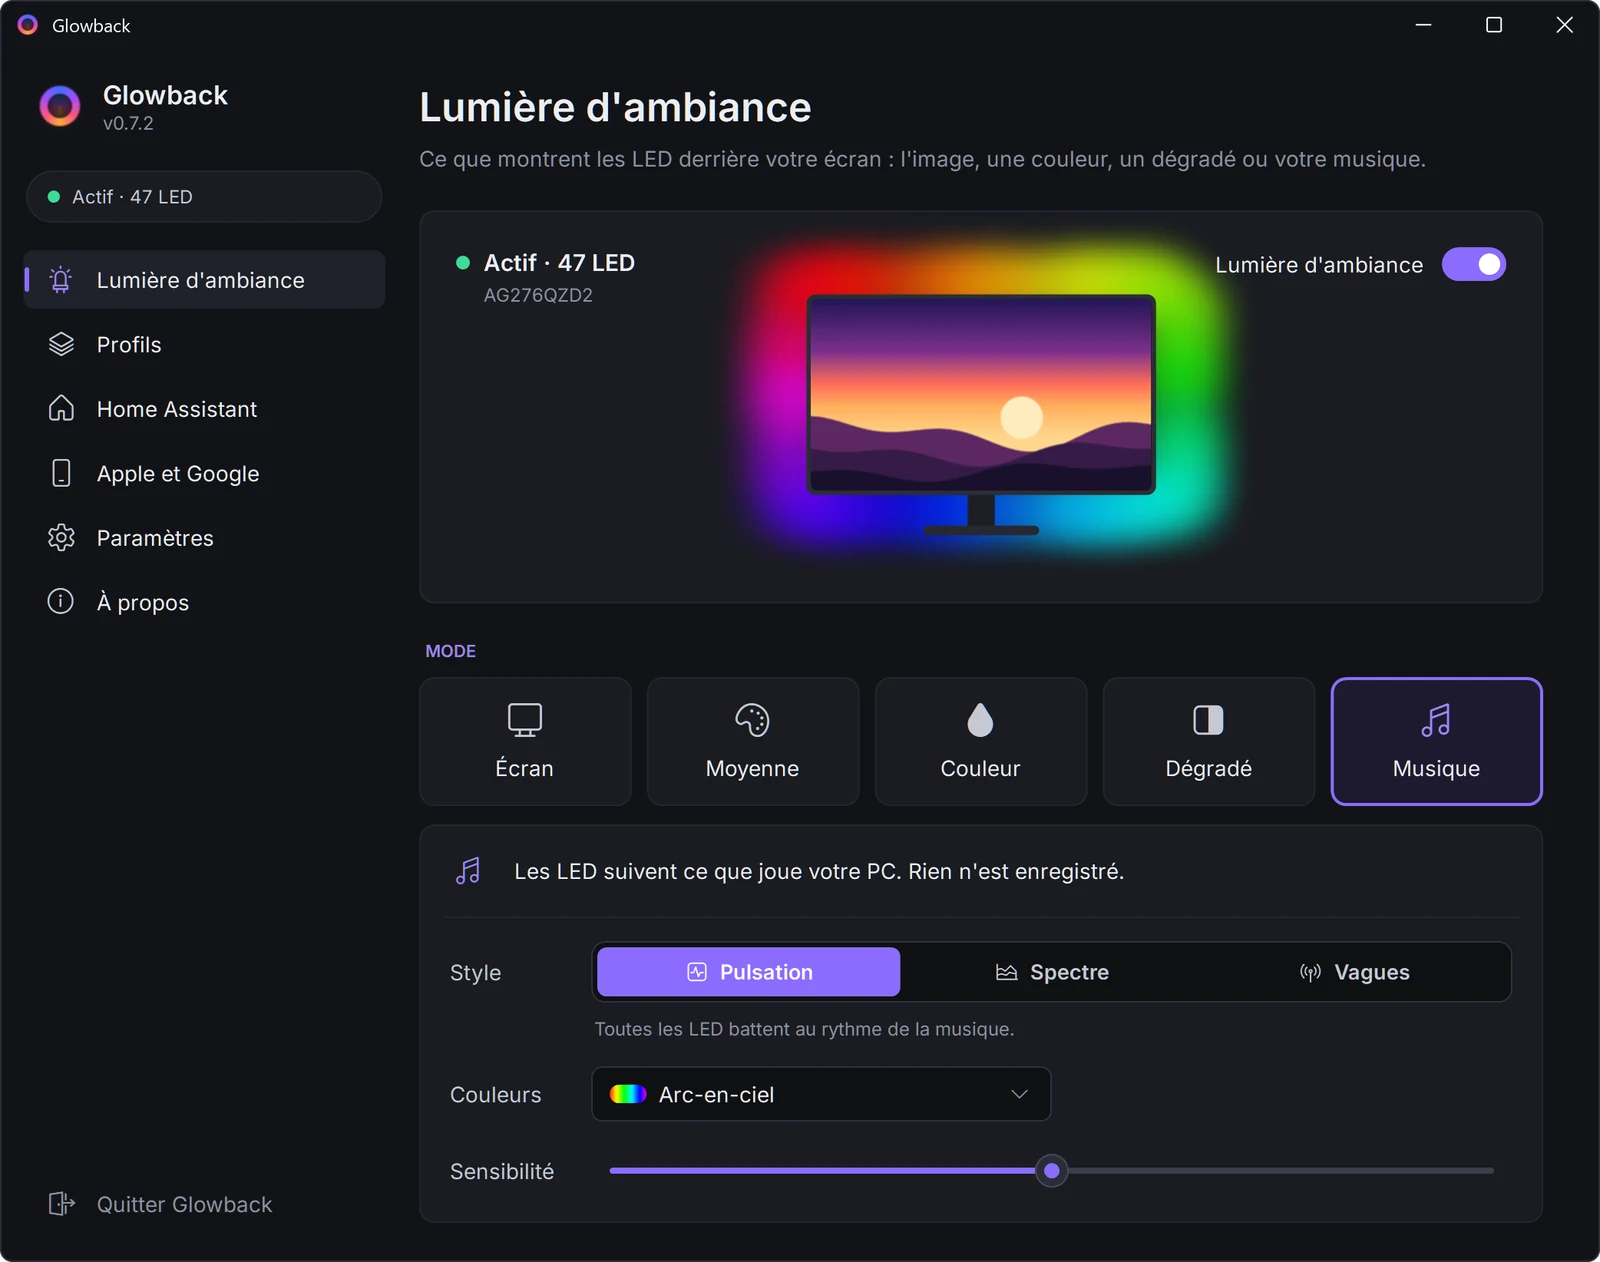 Glowback
Glowback
v0.7.2
Actif · 47 LED
Lumière d'ambiance
Profils
Home Assistant
Apple et Google
Paramètres
À propos
Quitter Glowback
Lumière d'ambiance
Ce que montrent les LED derrière votre écran : l'image, une couleur, un dégradé ou votre musique.
Actif · 47 LED
AG276QZD2
Lumière d'ambiance
MODE
Écran
Moyenne
Couleur
Dégradé
Musique
Les LED suivent ce que joue votre PC. Rien n'est enregistré.
Style
Pulsation
Spectre
Vagues
Toutes les LED battent au rythme de la musique.
Couleurs
Arc-en-ciel
Sensibilité